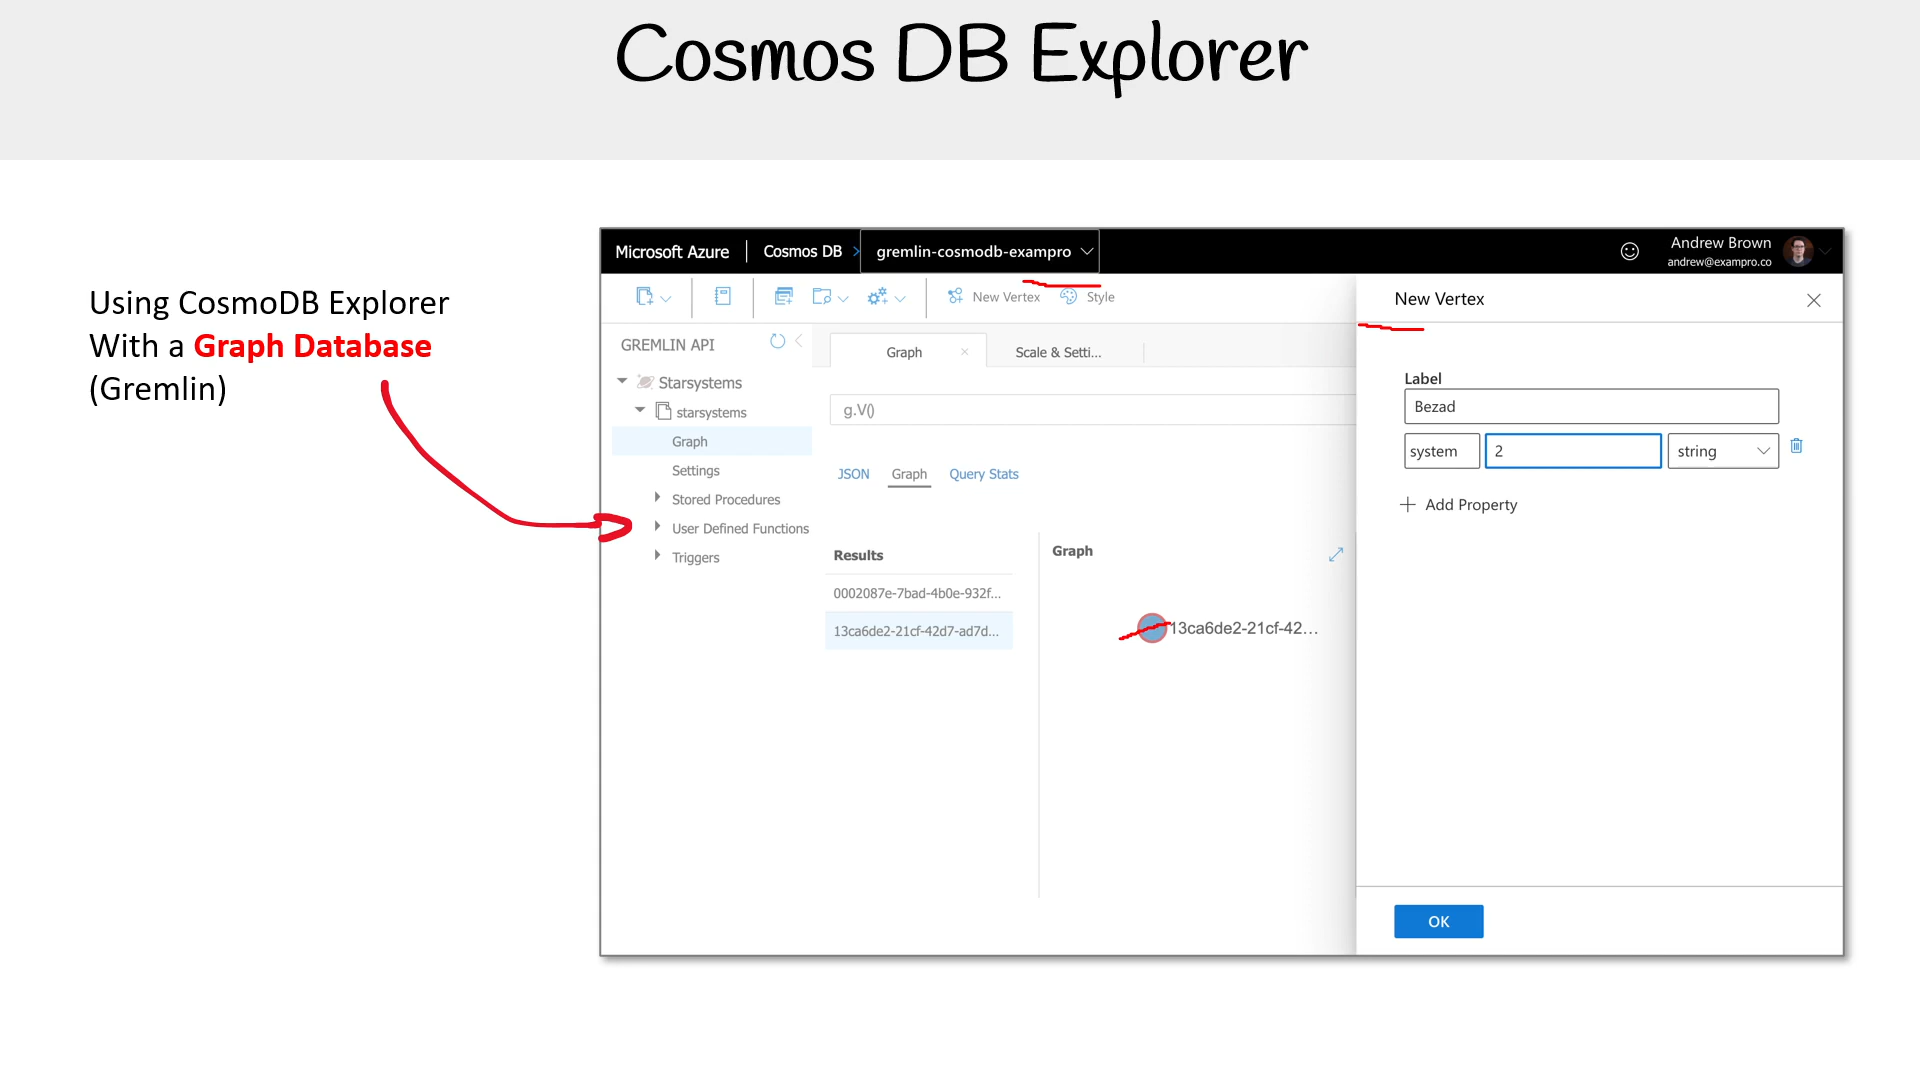 Cosmos DB Explorer
Using CosmoDB Explorer
With a Graph Database
(Gremlin)
Microsoft Azure
Cosmos DB
gremlin-cosmodb-exampro
Andrew Brown
andrew@exampro.co
New Vertex
Style
GREMLIN API
Starsystems
starsystems
Graph
Settings
Stored Procedures
User Defined Functions
Triggers
Graph
Scale & Setti...
g.V()
JSON
Graph
Query Stats
Results
0002087e-7bad-4b0e-932f...
13ca6de2-21cf-42d7-ad7d...
Graph
13ca6de2-21cf-42...
New Vertex
Label
Bezad
system
2
string
Add Property
OK